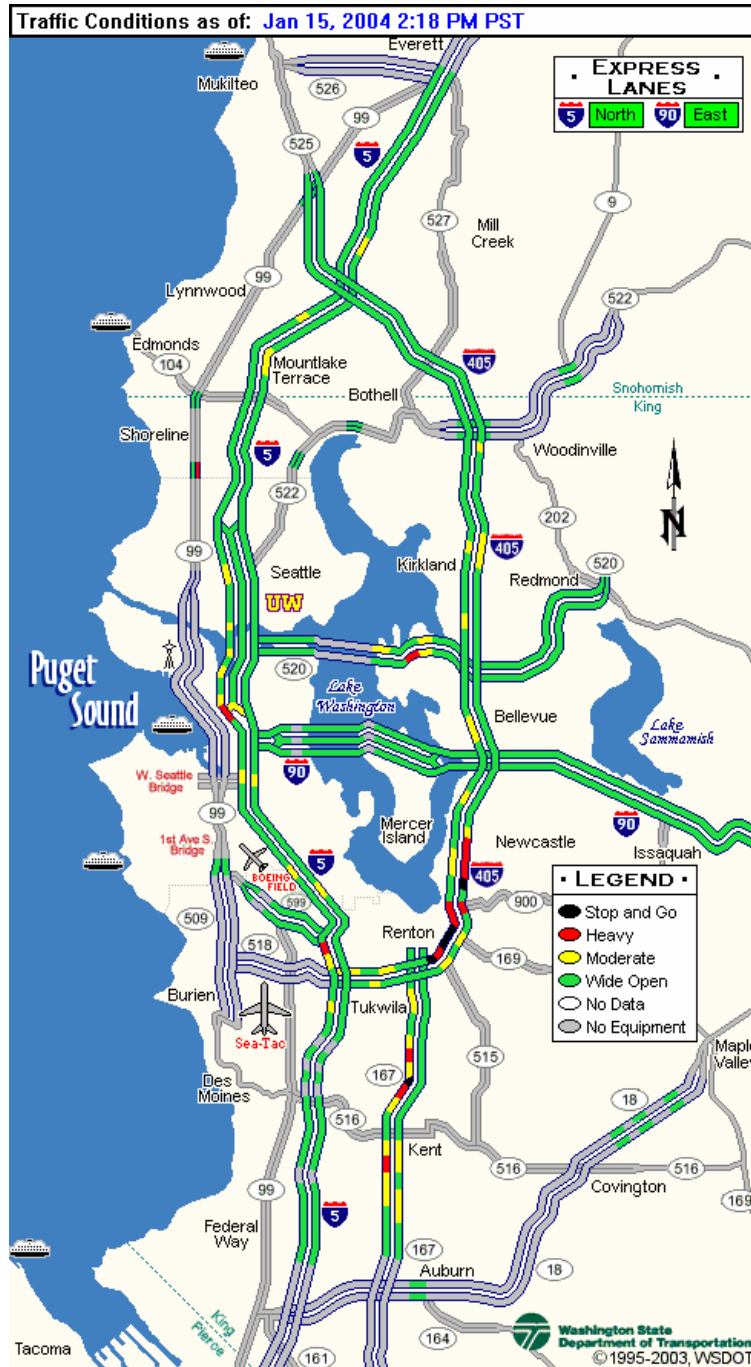 Traffic Conditions as of: Jan 15, 2004 2:18 PM PST
Everett
Mukilteo
526
EXPRESS
LANES
5 North 90 East
99
525
5
9
527
Mill
Creek
99
Lynnwood
522
Edmonds
104
Mountlake
Terrace
405
Bothell
Snohomish
King
Shoreline
5
Woodinville
522
N
202
99
405
Seattle
Kirkland
520
Redmond
UW
Puget
Sound
520
Lake
Washington
Bellevue
Lake
Sammamish
W. Seattle
Bridge
90
99
Mercer
Island
90
1st Ave S.
Bridge
5
Newcastle
Issaquah
BOEING
FIELD
405
LEGEND
Stop and Go
Heavy
Moderate
Wide Open
No Data
No Equipment
599
900
509
Renton
518
169
Burien
Tukwila
Sea-Tac
515
Maple
Valley
167
Des
Moines
18
516
Kent
516
516
99
Covington
169
5
Federal
Way
167
Auburn
18
King
Pierce
164
Washington State
Department of Transportation
Tacoma
161
© 1995-2003, WSDOT